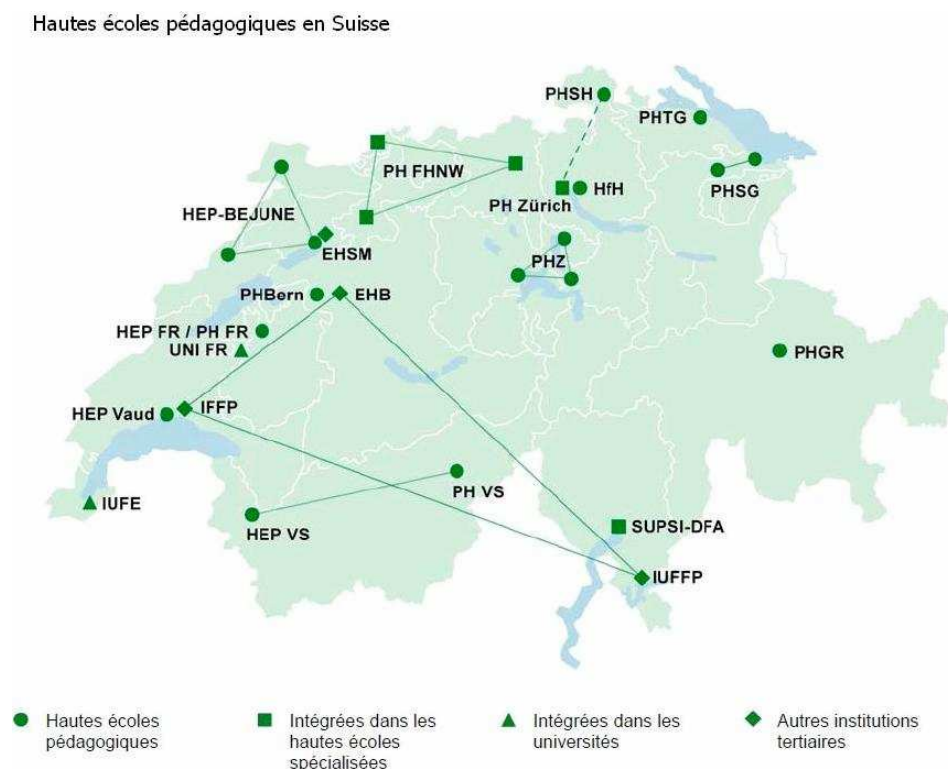 Hautes écoles pédagogiques en Suisse
PHSH
PHTG
PH FHNW
HfH
PHSG
PH Zürich
HEP-BEJUNE
EHSM
PHZ
PHBern
EHB
HEP FR / PH FR
UNI FR
PHGR
HEP Vaud
IFFP
PH VS
IUFE
HEP VS
SUPSI-DFA
IUFFP
Hautes écoles
pédagogiques
Intégrées dans les
hautes écoles
spécialisées
Intégrées dans les
universités
Autres institutions
tertiaires